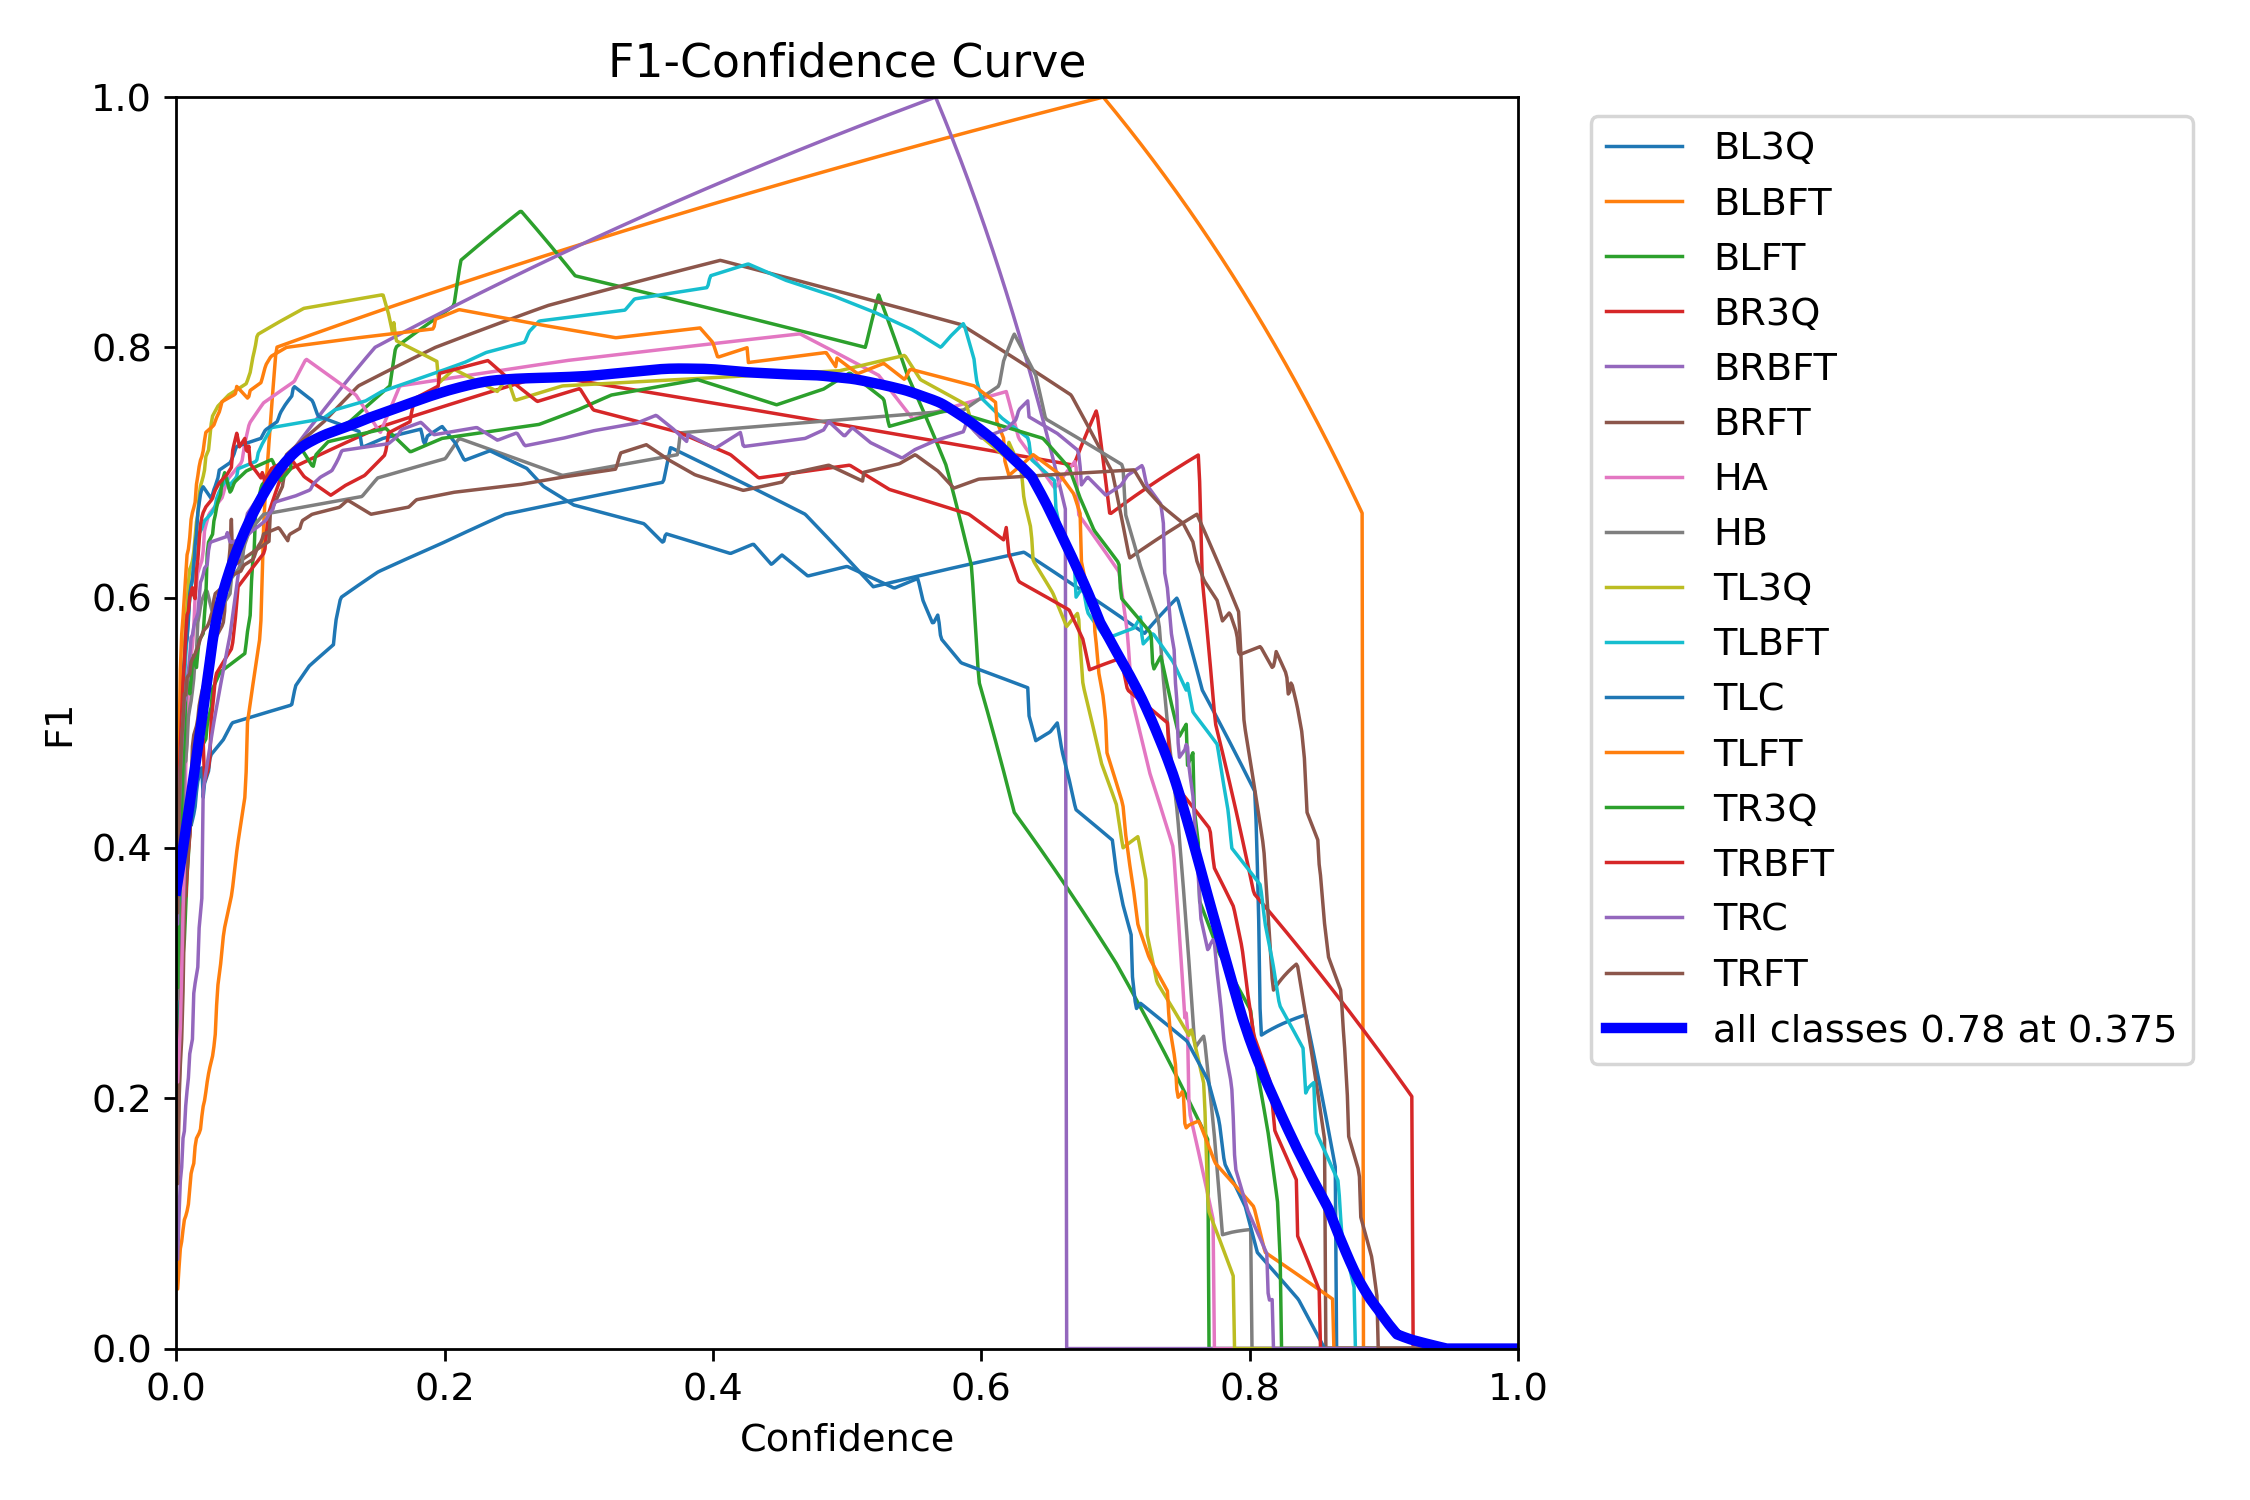 F1-Confidence Curve
1.0
0.8
0.6
0.4
0.2
0.0
F1
0.0 0.2 0.4 0.6 0.8 1.0
Confidence
BL3Q
BLBFT
BLFT
BR3Q
BRBFT
BRFT
HA
HB
TL3Q
TLBFT
TLC
TLFT
TR3Q
TRBFT
TRC
TRFT
all classes 0.78 at 0.375